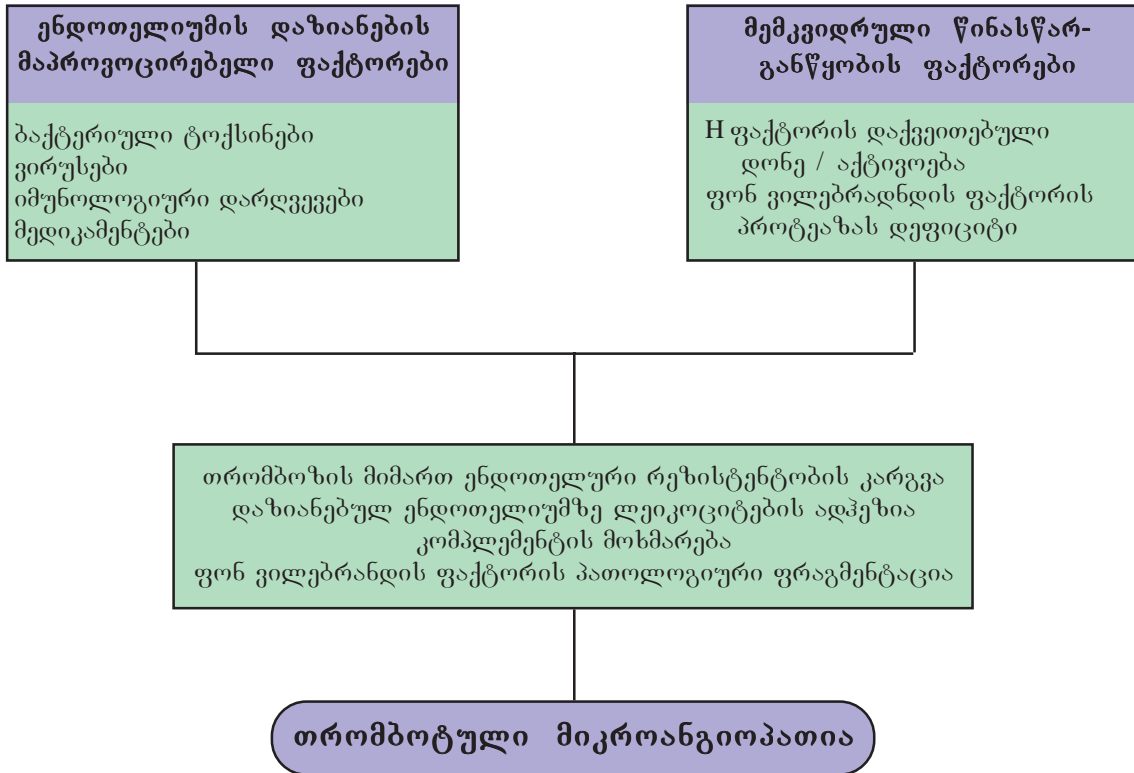 ენდოთელიუმის დაზიანების
მაპროვოცირებელი ფაქტორები
ბაქტერიული ტოქსინები
ვირუსები
იმუნოლოგიური დარღვევები
მედიკამენტები
მემკვიდრული წინასწარ-
განწყობის ფაქტორები
H ფაქტორის დაქვეითებული
დონე / აქტივოება
ფონ ვილებრადნდის ფაქტორის
პროტეაზას დეფიციტი
თრომბოზის მიმართ ენდოთელური რეზისტენტობის კარგვა
დაზიანებულ ენდოთელიუმზე ლეიკოციტების ადჰეზია
კომპლემენტის მოხმარება
ფონ ვილებრანდის ფაქტორის პათოლოგიური ფრაგმენტაცია
თრომბოტული მიკროანგიოპათია